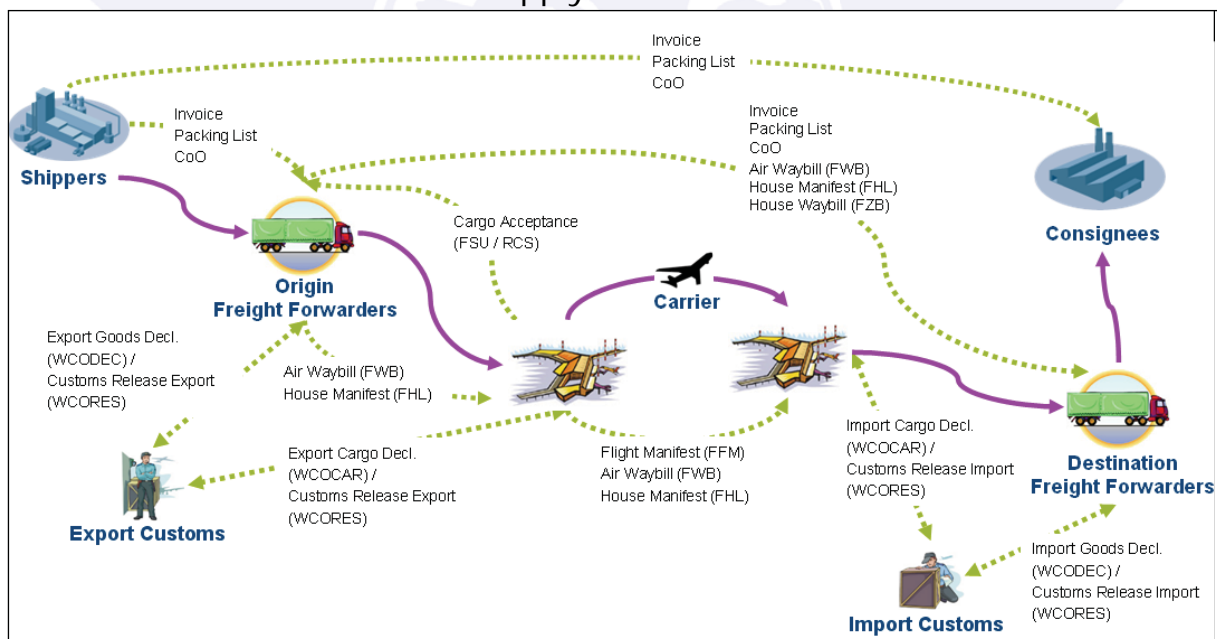 Invoice
Packing List
CoO
Invoice
Packing List
CoO
Shippers
Invoice
Packing List
CoO
Air Waybill (FWB)
House Manifest (FHL)
House Waybill (FZB)
Consignees
Cargo Acceptance
(FSU / RCS)
Origin
Freight Forwarders
Carrier
Export Goods Decl.
(WCODEC) /
Customs Release Export
(WCORES)
Air Waybill (FWB)
House Manifest (FHL)
Export Customs
Export Cargo Decl.
(WCOCAR) /
Customs Release Export
(WCORES)
Flight Manifest (FFM)
Air Waybill (FWB)
House Manifest (FHL)
Import Cargo Decl.
(WCOCAR) /
Customs Release Import
(WCORES)
Destination
Freight Forwarders
Import Customs
Import Goods Decl.
(WCODEC) /
Customs Release Import
(WCORES)